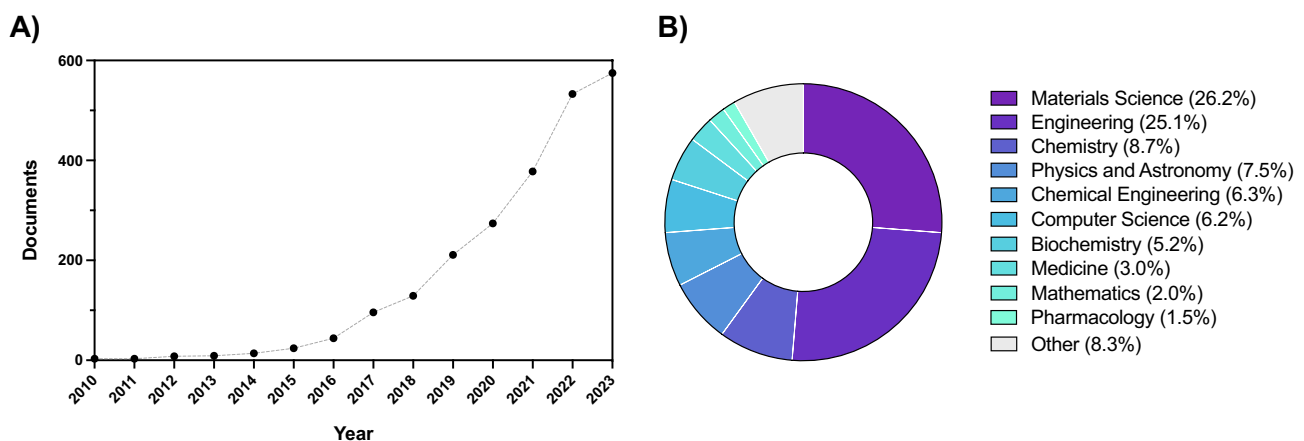 A)
600
400
200
0
Documents
2010
2011
2012
2013
2014
2015
2016
2017
2018
2019
2020
2021
2022
2023
Year
B)
Materials Science (26.2%)
Engineering (25.1%)
Chemistry (8.7%)
Physics and Astronomy (7.5%)
Chemical Engineering (6.3%)
Computer Science (6.2%)
Biochemistry (5.2%)
Medicine (3.0%)
Mathematics (2.0%)
Pharmacology (1.5%)
Other (8.3%)